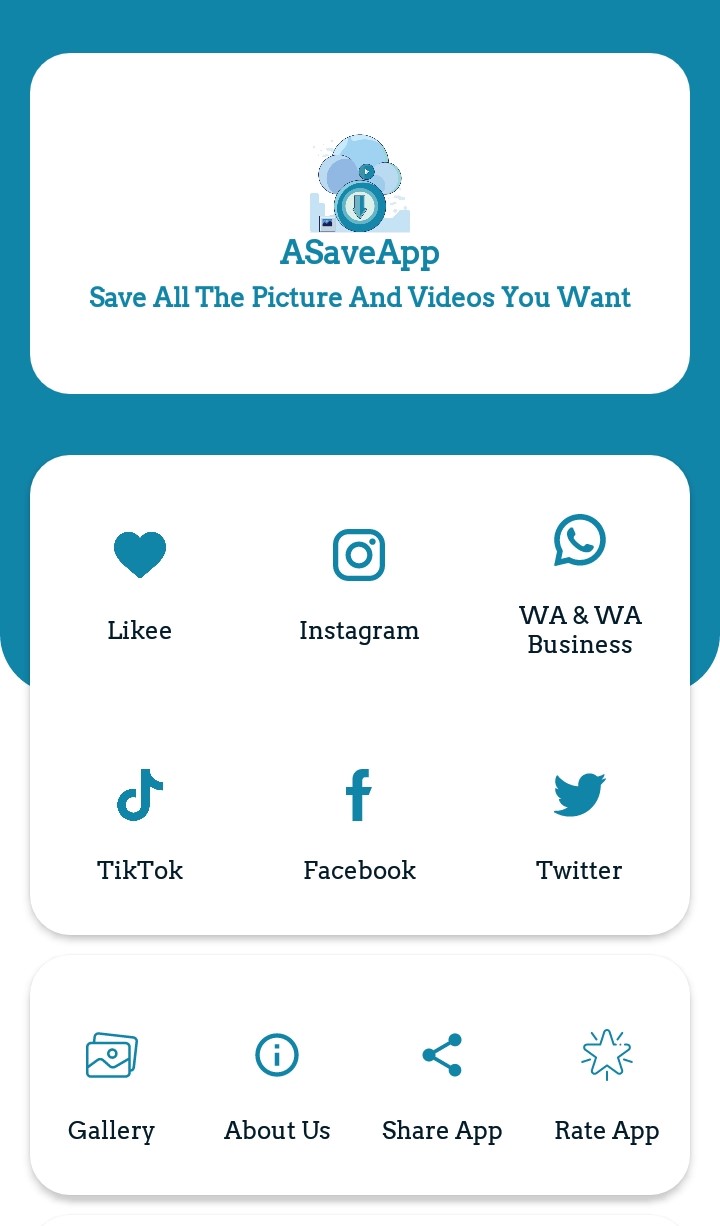 ASaveApp
Save All The Picture And Videos You Want
Likee
Instagram
WA & WA
Business
TikTok
Facebook
Twitter
Gallery
About Us
Share App
Rate App